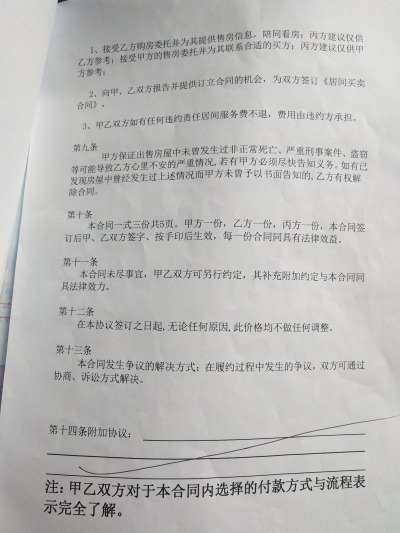 1、接受乙方购房委托并为其提供售房信息，陪同看房；丙方建议仅供
乙方参考；接受甲方的售房委托并为其联系合适的买方；丙方建议仅供甲
方参考；
2、向甲、乙双方报告并提供订立合同的机会，为双方签订《居间买卖
合同》。
3、甲乙双方如有任何违约责任居间服务费不退，费用由违约方承担。
第九条
甲方保证出售房屋中未曾发生过非正常死亡、严重刑事案件、盗窃
等可能导致乙方心里不安的严重情况，若有甲方必须尽快告知义务。如有已
发现房屋中曾经发生过上述情况而甲方未曾予以书面告知的，乙方有权解
除合同。
第十条
本合同一式三份共5页。甲方一份，乙方一份，丙方一份，本合同签
订后甲、乙双方签字、按手印后生效，每一份合同同具有法律效益。
第十一条
本合同未尽事宜，甲乙双方可另行约定，其补充附加约定与本合同同
具法律效力。
第十二条
在本协议签订之日起，无论任何原因，此价格均不做任何调整。
第十三条
本合同发生争议的解决方式：在履约过程中发生的争议，双方可通过
协商、诉讼方式解决。
第十四条附加协议：
注：甲乙双方对于本合同内选择的付款方式与流程表
示完全了解。